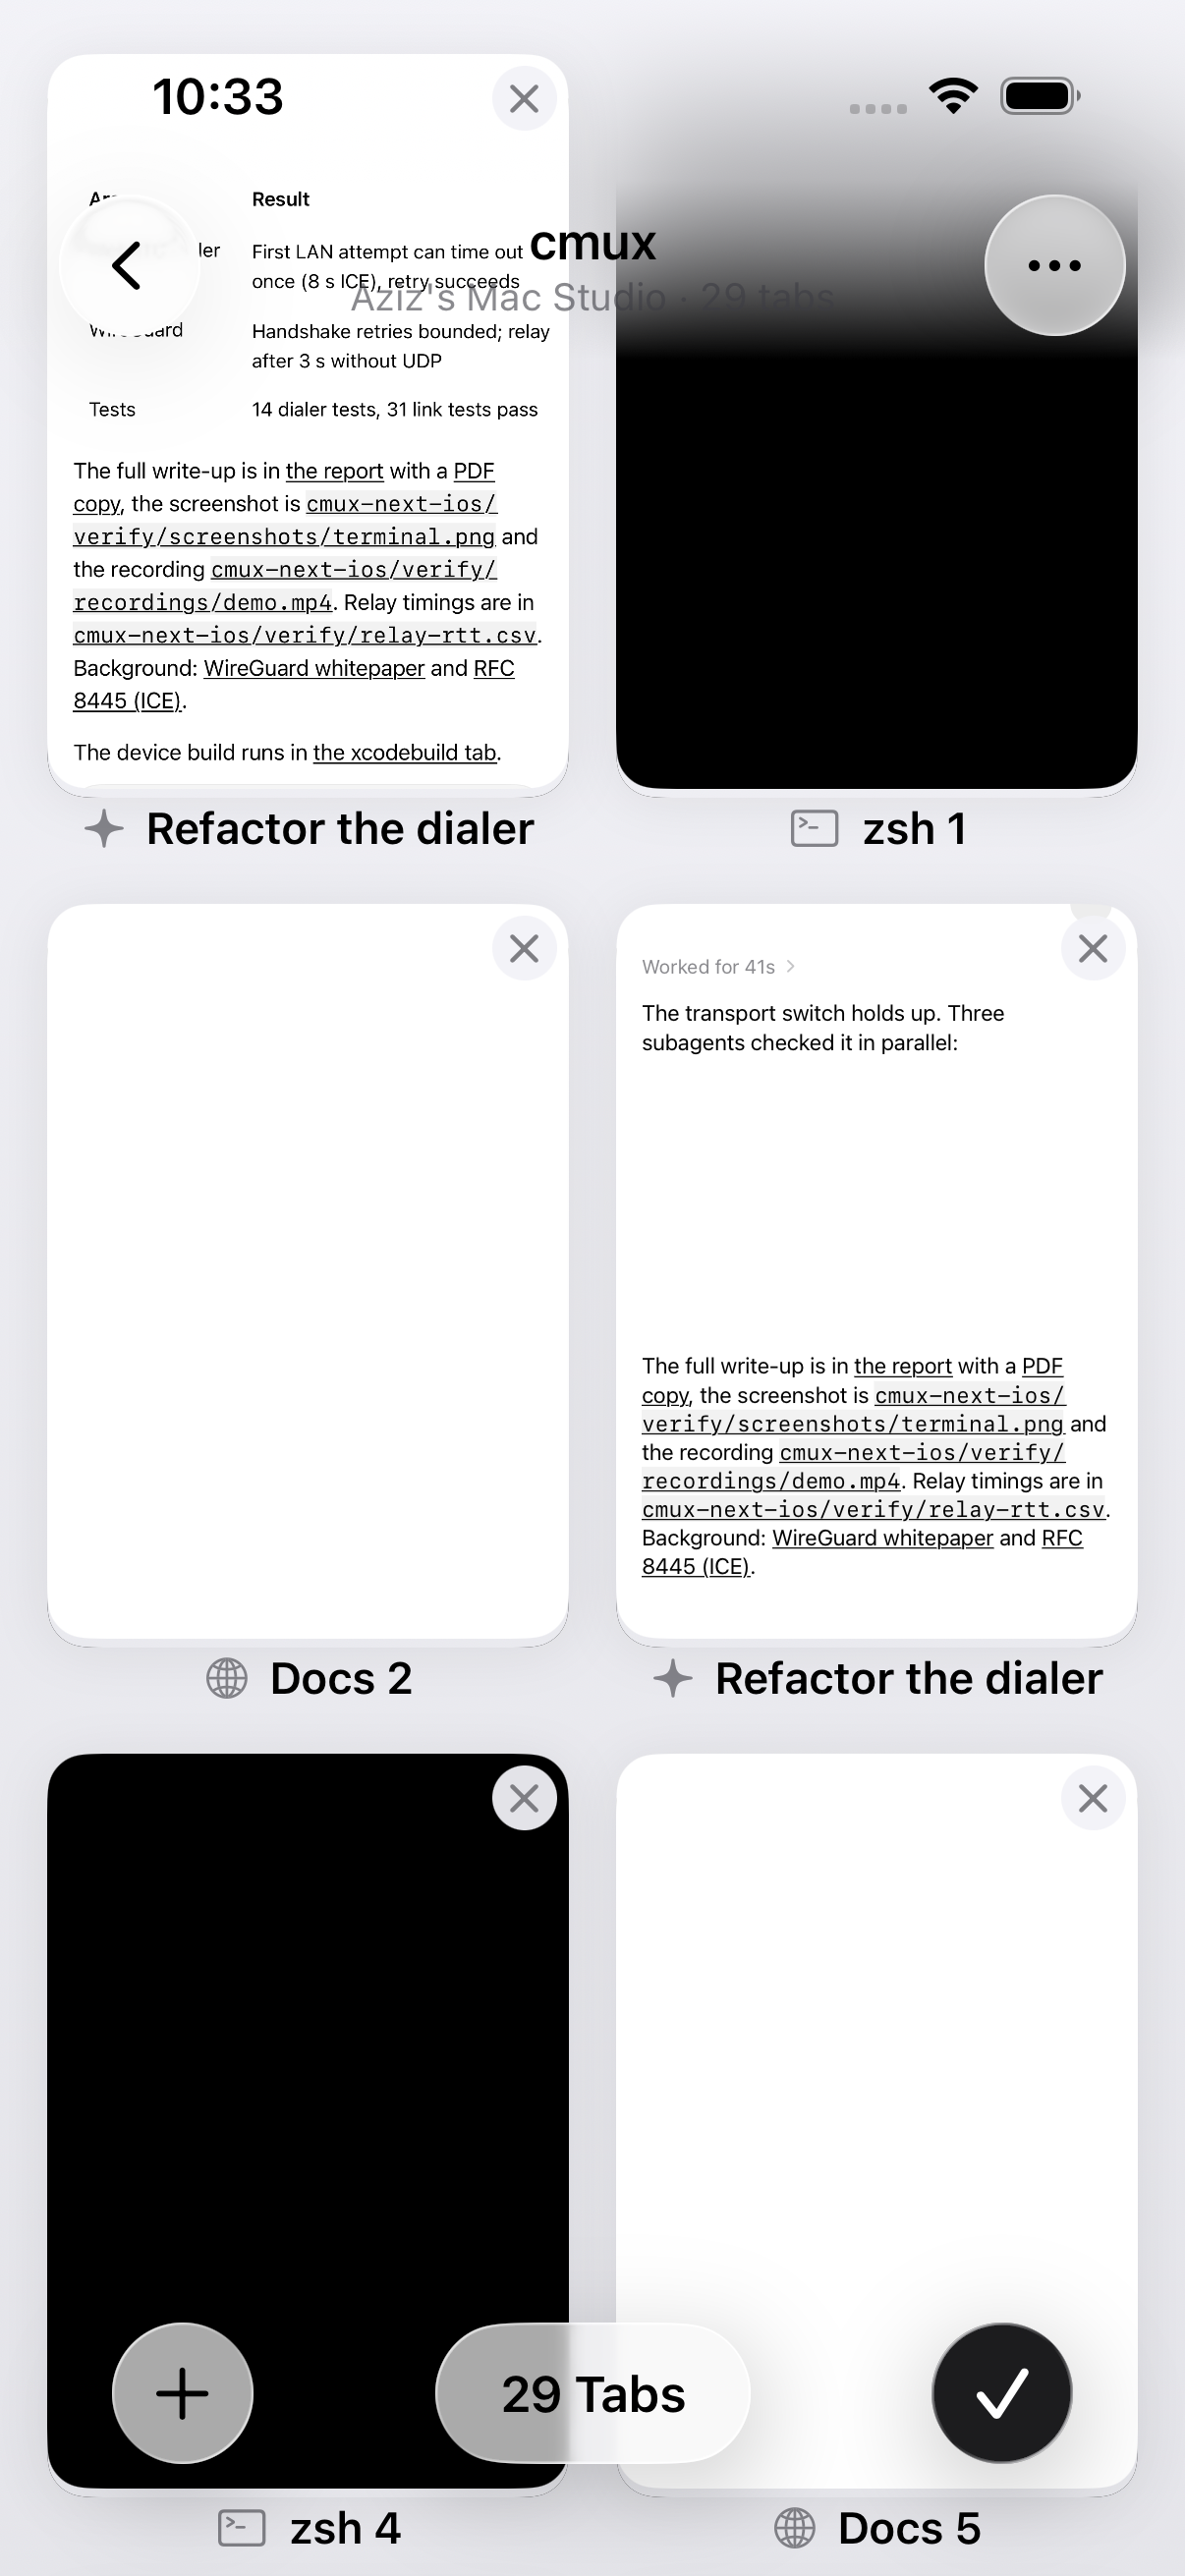 10:33
cmux
Aziz's Mac Studio · 29 tabs
Result
ler
First LAN attempt can time out
once (8 s ICE), retry succeeds
WireGuard
Handshake retries bounded; relay
after 3 s without UDP
Tests
14 dialer tests, 31 link tests pass
The full write-up is in the report with a PDF
copy, the screenshot is cmux-next-ios/
verify/screenshots/terminal.png and
the recording cmux-next-ios/verify/
recordings/demo.mp4. Relay timings are in
cmux-next-ios/verify/relay-rtt.csv.
Background: WireGuard whitepaper and RFC
8445 (ICE).
The device build runs in the xcodebuild tab.
Refactor the dialer
zsh 1
Worked for 41s
The transport switch holds up. Three
subagents checked it in parallel:
The full write-up is in the report with a PDF
copy, the screenshot is cmux-next-ios/
verify/screenshots/terminal.png and
the recording cmux-next-ios/verify/
recordings/demo.mp4. Relay timings are in
cmux-next-ios/verify/relay-rtt.csv.
Background: WireGuard whitepaper and RFC
8445 (ICE).
Docs 2
Refactor the dialer
29 Tabs
zsh 4
Docs 5